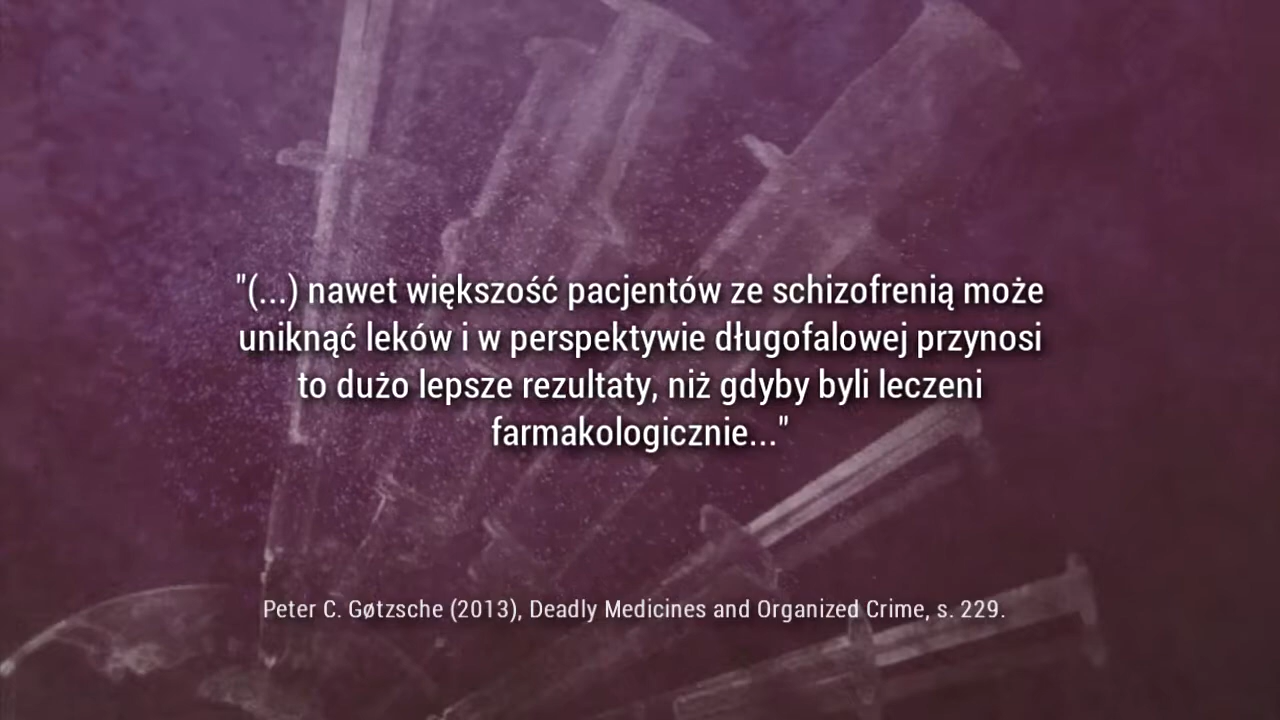 "(...) nawet większość pacjentów ze schizofrenią może
uniknąć leków i w perspektywie długofalowej przynosi
to dużo lepsze rezultaty, niż gdyby byli leczeni
farmakologicznie..."
Peter C. Gøtzsche (2013), Deadly Medicines and Organized Crime, s. 229.